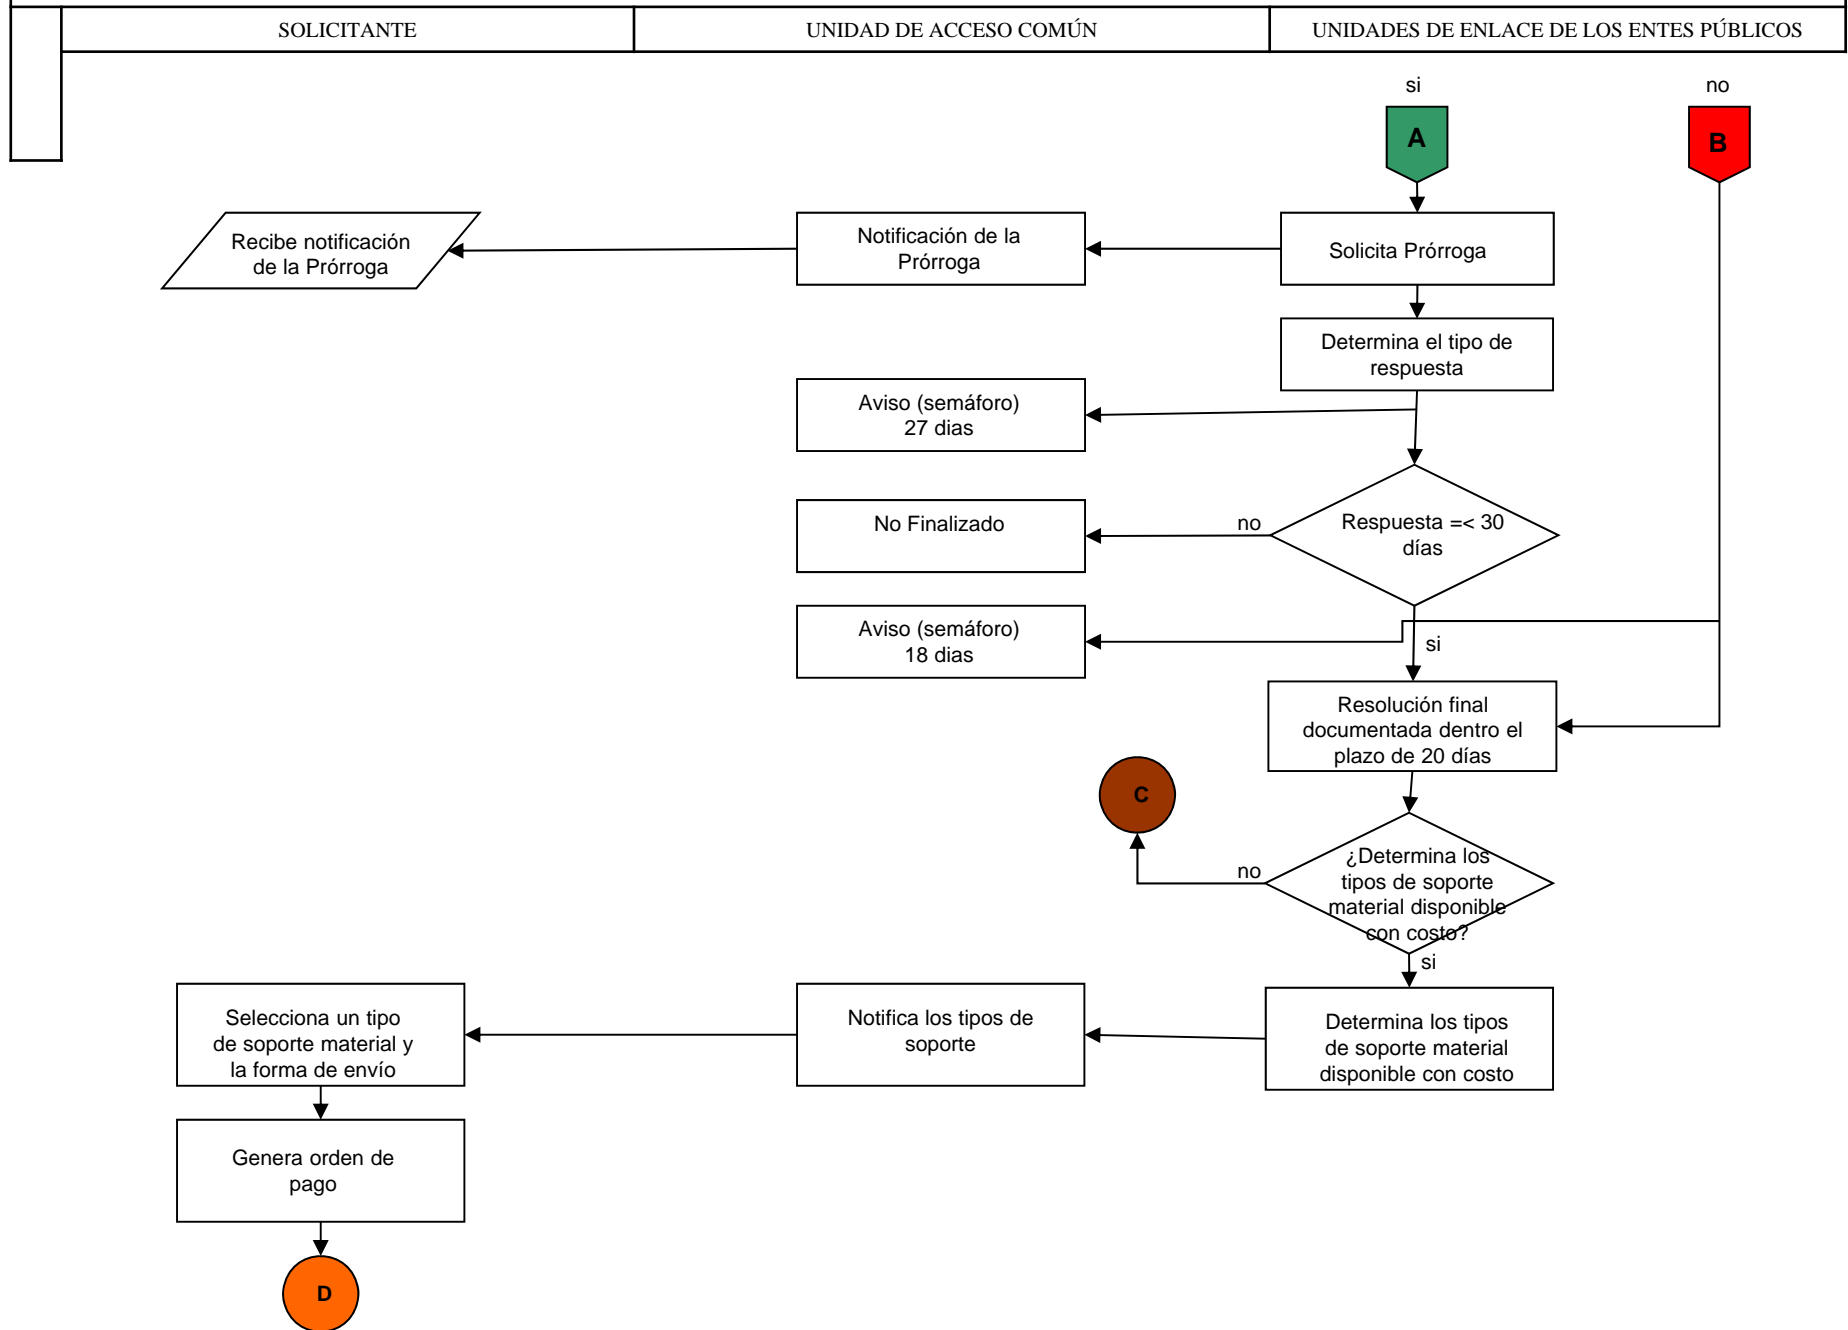 SOLICITANTE
UNIDAD DE ACCESO COMÚN
UNIDADES DE ENLACE DE LOS ENTES PÚBLICOS
si
no
A
B
Recibe notificación
de la Prórroga
Notificación de la
Prórroga
Solicita Prórroga
Determina el tipo de
respuesta
Aviso (semáforo)
27 dias
No Finalizado
no
Respuesta =< 30
días
Aviso (semáforo)
18 dias
si
Resolución final
documentada dentro el
plazo de 20 días
C
no
¿Determina los
tipos de soporte
material disponible
con costo?
si
Selecciona un tipo
de soporte material y
la forma de envío
Notifica los tipos de
soporte
Determina los tipos
de soporte material
disponible con costo
Genera orden de
pago
D